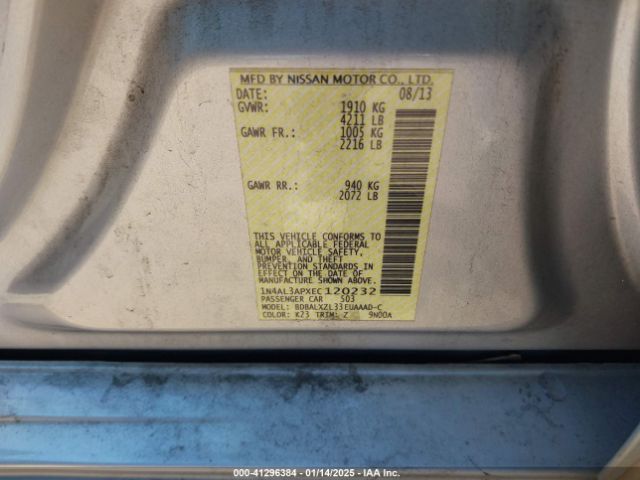 MFD BY NISSAN MOTOR CO., LTD.
DATE: 08/13
GVWR: 1910 KG
4211 LB
GAWR FR.: 1005 KG
2216 LB
GAWR RR.: 940 KG
2072 LB
THIS VEHICLE CONFORMS TO
ALL APPLICABLE FEDERAL
MOTOR VEHICLE SAFETY,
BUMPER, AND THEFT
PREVENTION STANDARDS IN
EFFECT ON THE DATE OF
MANUFACTURE SHOWN ABOVE.
1N4AL3APXEC120232
PASSENGER CAR 503
MODEL: BDBALXZL33EUAAAD-C
COLOR: K23 TRIM: Z 9N00A
000-41296384 - 01/14/2025 - IAA Inc.